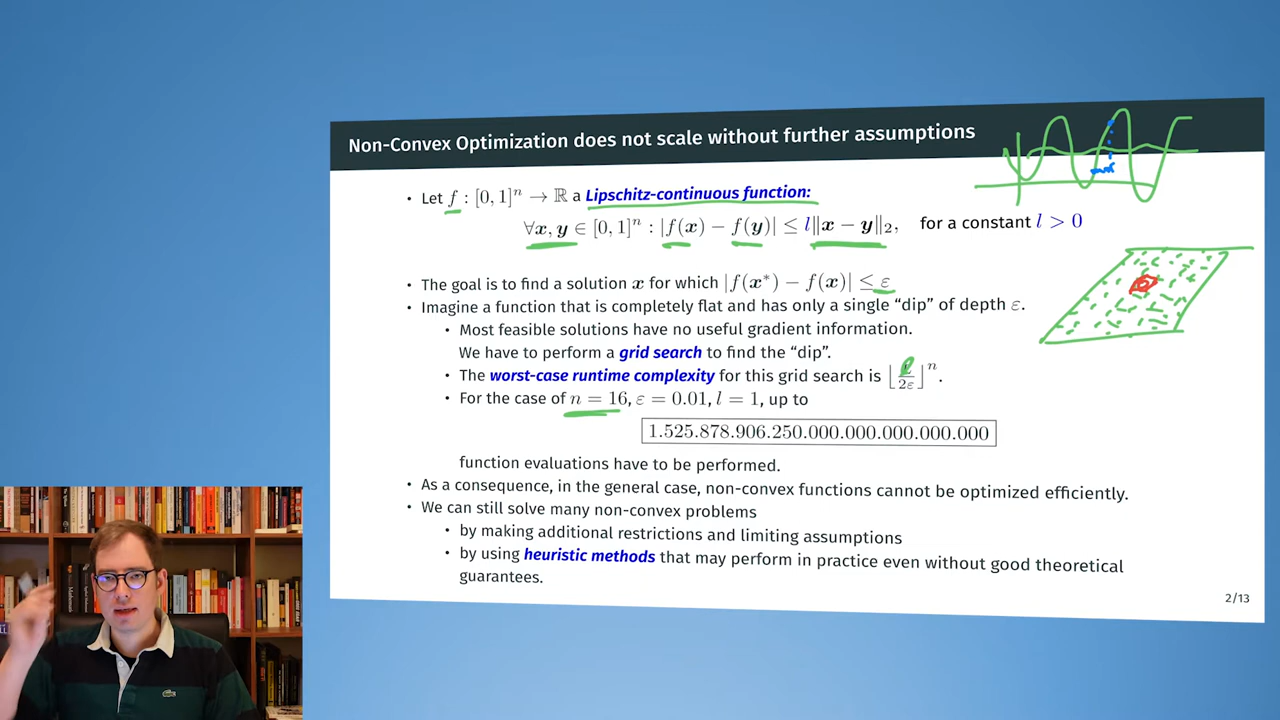 Non-Convex Optimization does not scale without further assumptions
• Let f : [0, 1]ⁿ → ℝ a Lipschitz-continuous function:
∀x, y ∈ [0, 1]ⁿ : |f(x) − f(y)| ≤ l‖x − y‖₂, for a constant l > 0
• The goal is to find a solution x for which |f(x*) − f(x)| ≤ ε
• Imagine a function that is completely flat and has only a single “dip” of depth ε.
• Most feasible solutions have no useful gradient information.
We have to perform a grid search to find the “dip”.
• The worst-case runtime complexity for this grid search is ⌊l/2ε⌋ⁿ.
• For the case of n = 16, ε = 0.01, l = 1, up to
1.525.878.906.250.000.000.000.000.000
function evaluations have to be performed.
• As a consequence, in the general case, non-convex functions cannot be optimized efficiently.
• We can still solve many non-convex problems
• by making additional restrictions and limiting assumptions
• by using heuristic methods that may perform in practice even without good theoretical
guarantees.
2/13